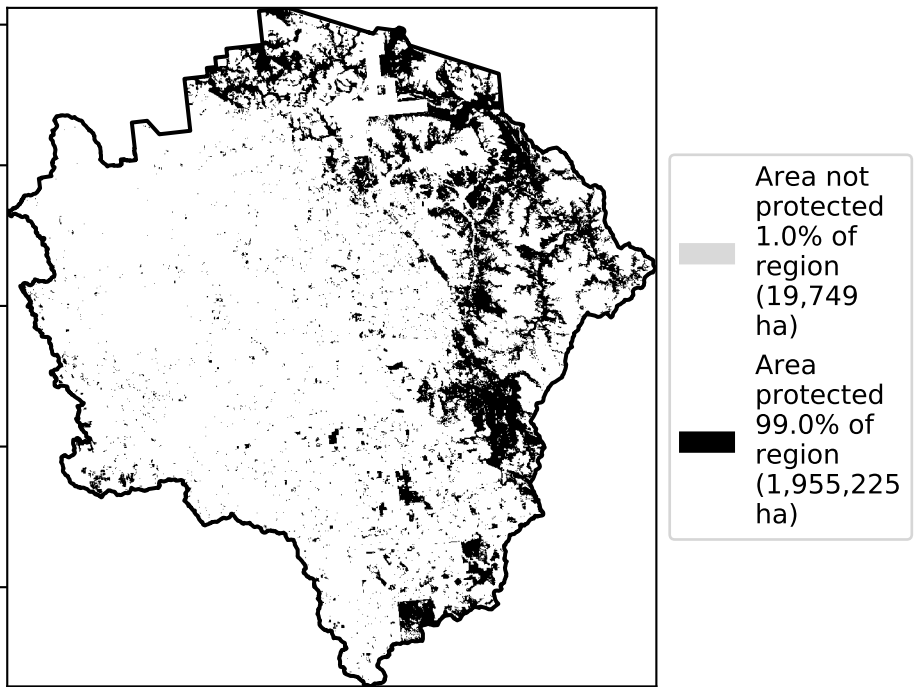 Area not
protected
1.0% of
region
(19,749
ha)
Area
protected
99.0% of
region
(1,955,225
ha)